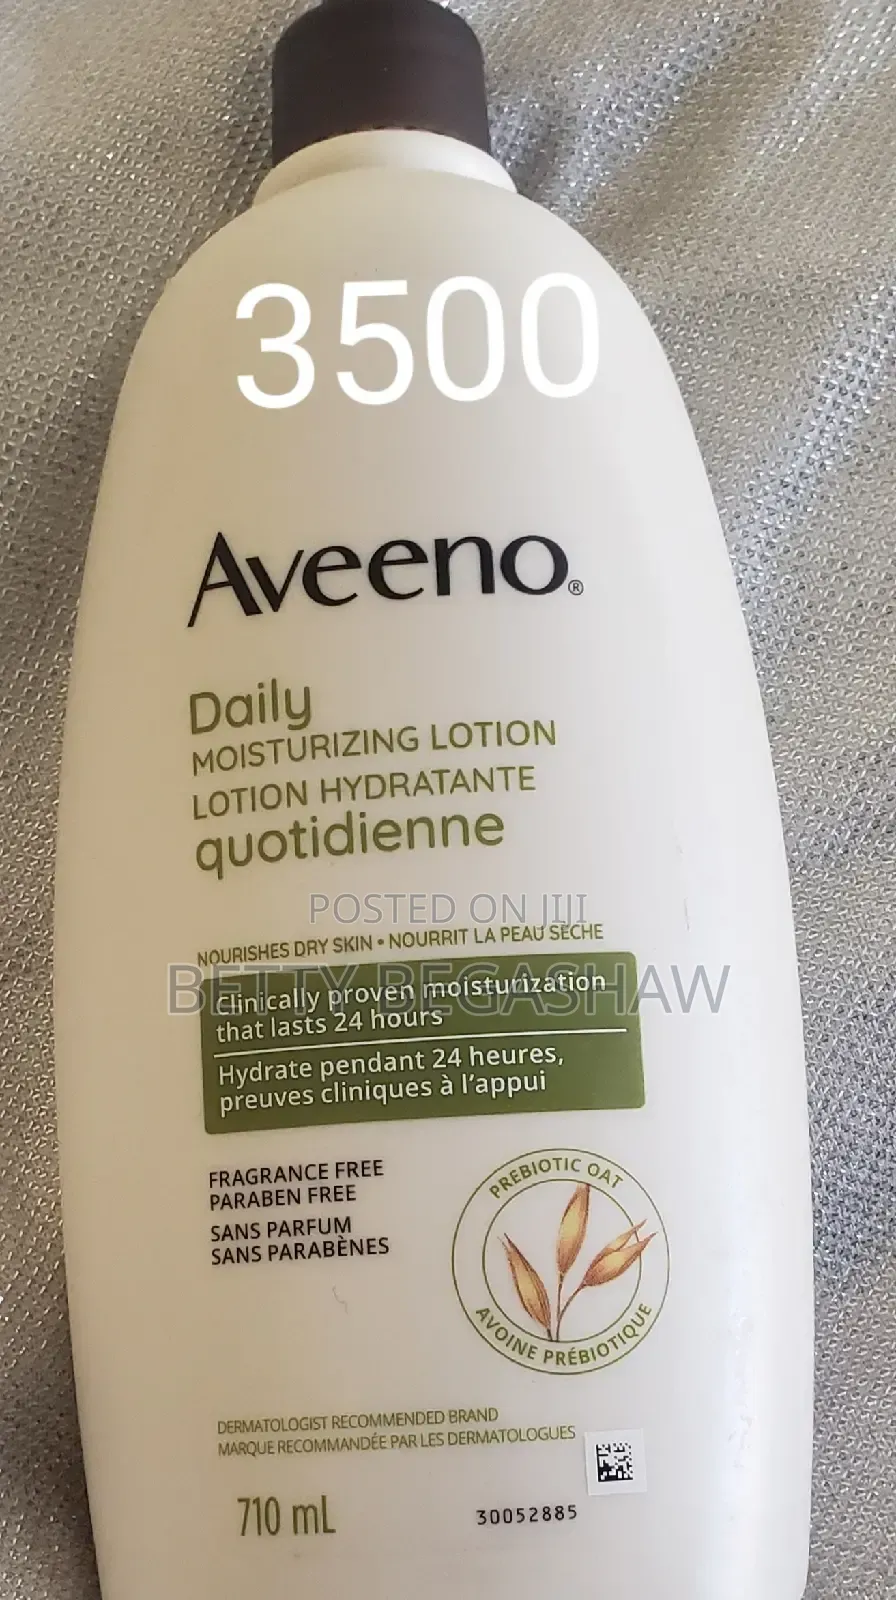 3500
Aveeno®
Daily
MOISTURIZING LOTION
LOTION HYDRATANTE
quotidienne
POSTED ON JIJI
NOURISHES DRY SKIN • NOURRIT LA PEAU SÈCHE
BETTY BEGASHAW
Clinically proven moisturization
that lasts 24 hours
Hydrate pendant 24 heures,
preuves cliniques à l'appui
FRAGRANCE FREE
PARABEN FREE
SANS PARFUM
SANS PARABÈNES
PREBIOTIC OAT
AVOINE PRÉBIOTIQUE
DERMATOLOGIST RECOMMENDED BRAND
MARQUE RECOMMANDÉE PAR LES DERMATOLOGUES
710 mL
30052885